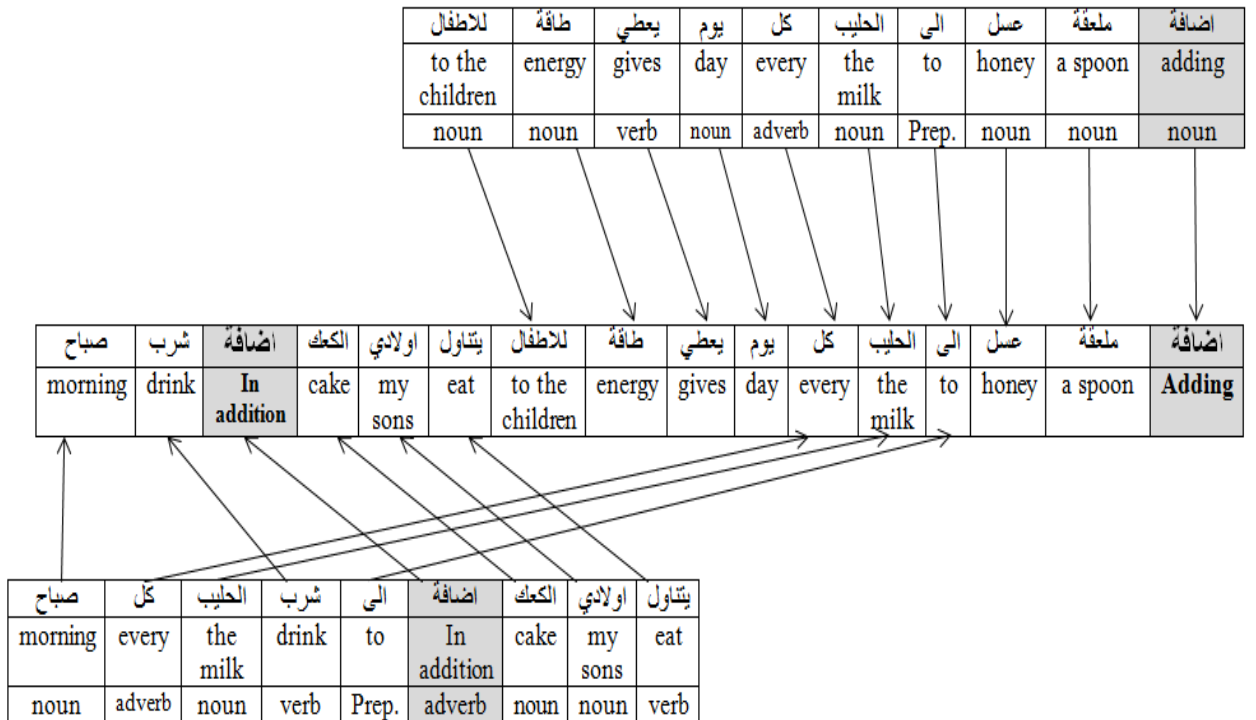 اضافة ملعقة عسل الى الحليب كل يوم يعطي طاقة للاطفال
adding a spoon honey to the milk every day gives energy to the children
noun noun noun Prep. noun adverb noun verb noun noun
اضافة ملعقة عسل الى الحليب كل يوم يعطي طاقة للاطفال يتناول اولادي الكعك اضافة شرب صباح
Adding a spoon honey to the milk every day gives energy to the children eat my sons cake In addition drink morning
يتناول اولادي الكعك اضافة الى شرب الحليب كل صباح
eat my sons cake In addition to drink the milk every morning
verb noun noun adverb Prep. verb noun adverb noun